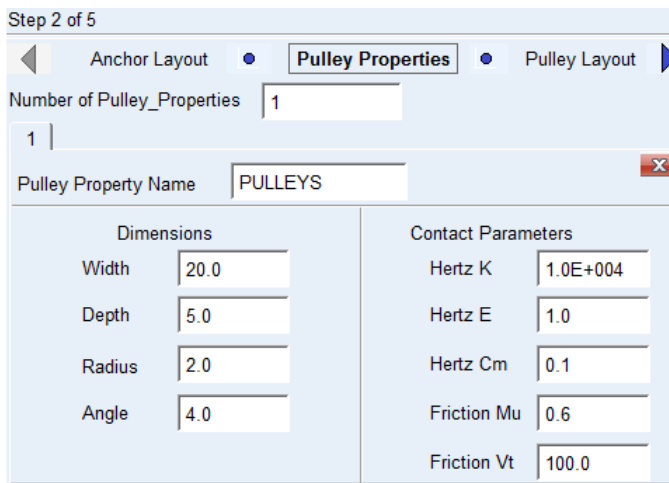 Step 2 of 5
Anchor Layout Pulley Properties Pulley Layout
Number of Pulley_Properties 1
1
Pulley Property Name PULLEYS
Dimensions Contact Parameters
Width 20.0 Hertz K 1.0E+004
Depth 5.0 Hertz E 1.0
Radius 2.0 Hertz Cm 0.1
Angle 4.0 Friction Mu 0.6
Friction Vt 100.0